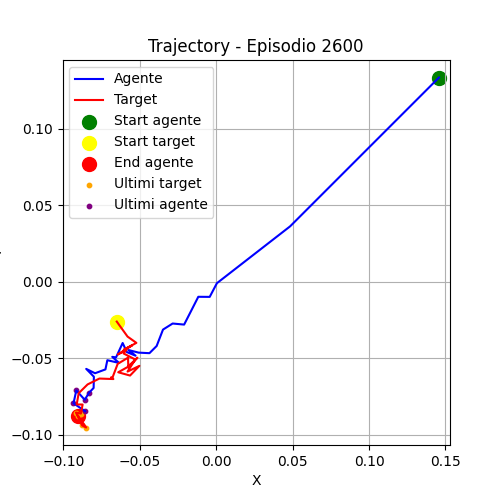 Trajectory - Episodio 2600
Agente
Target
Start agente
Start target
End agente
Ultimi target
Ultimi agente
0.10
0.05
0.00
−0.05
−0.10
−0.10
−0.05
0.00
0.05
0.10
0.15
X